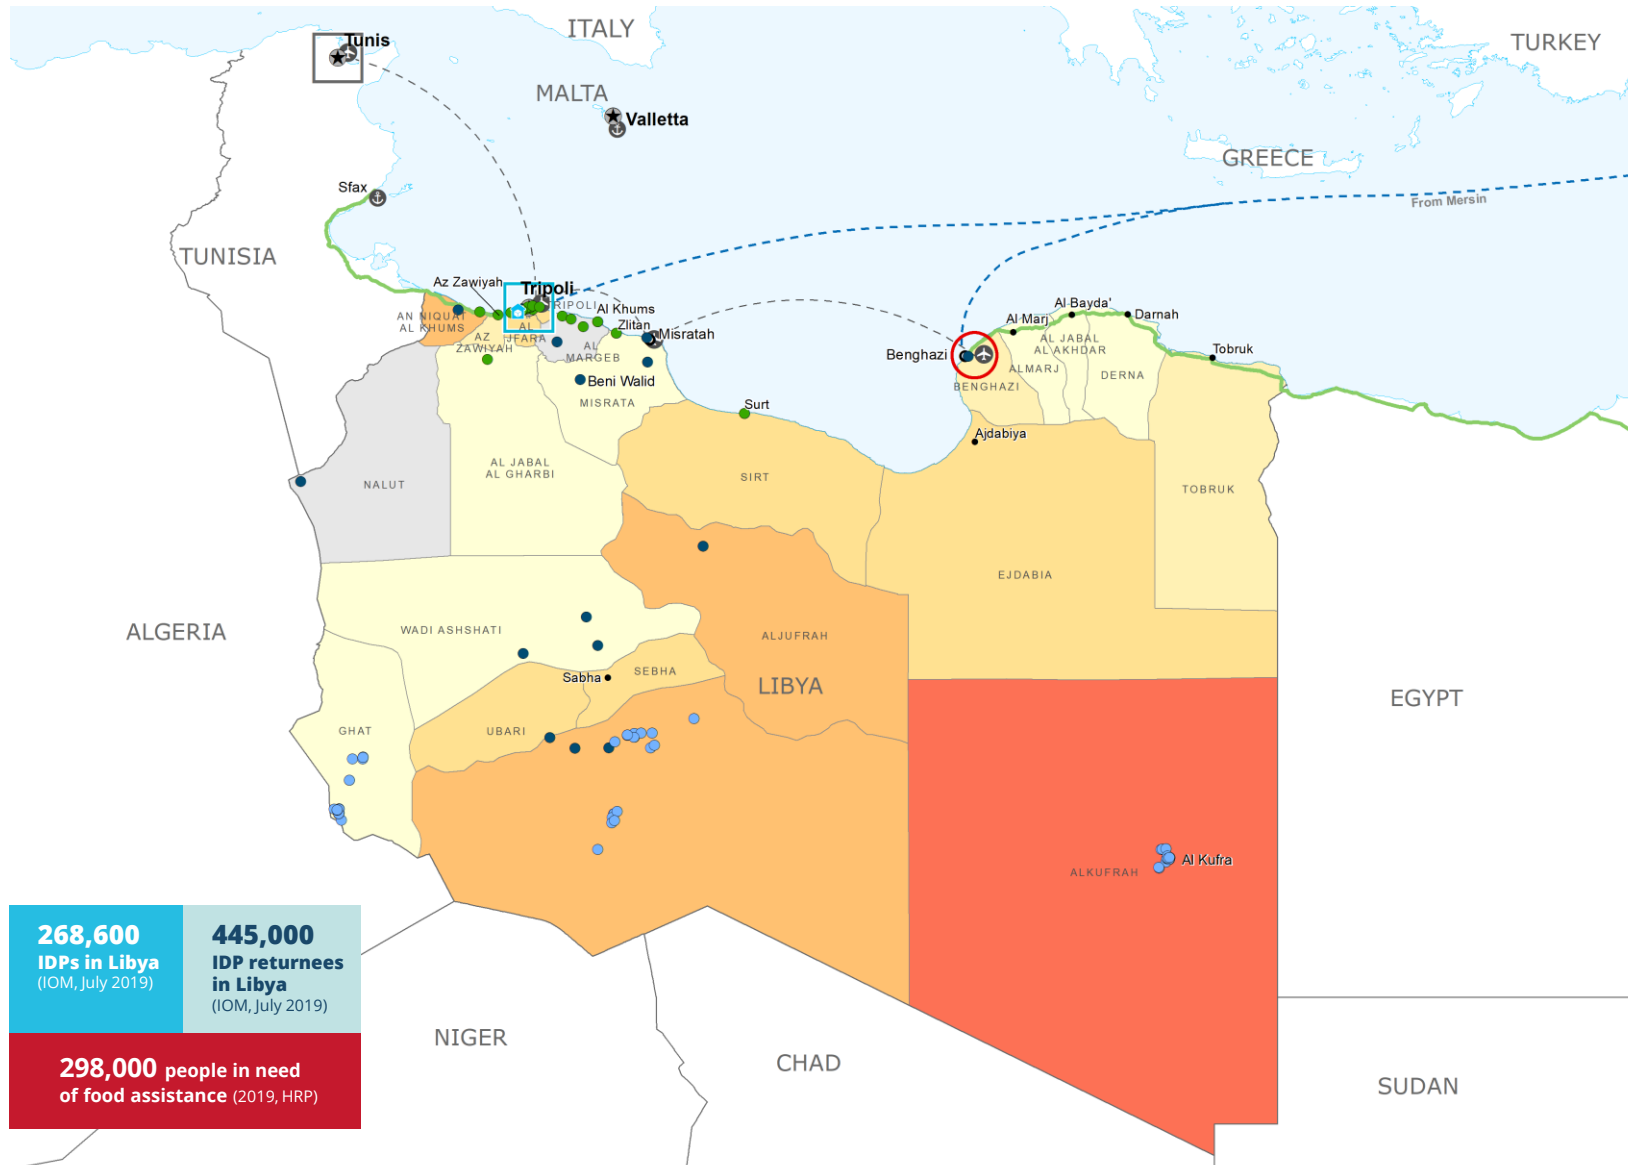 ITALY
TURKEY
Tunis
MALTA
Valletta
GREECE
Sfax
From Mersin
TUNISIA
Az Zawiyah
Tripoli
TRIPOLI
Al Khums
Zlitan
Misratah
AN NIQUAT
AL KHUMS
AZ
ZAWIYAH
AL
JFARA
AL
MARGEB
Beni Walid
MISRATA
Surt
Benghazi
BENGHAZI
Al Marj
ALMARJ
Al Bayda'
AL JABAL
AL AKHDAR
Darnah
DERNA
Tobruk
Ajdabiya
NALUT
AL JABAL
AL GHARBI
SIRT
TOBRUK
EJDABIA
ALGERIA
WADI ASHSHATI
ALJUFRAH
SEBHA
Sabha
LIBYA
EGYPT
GHAT
UBARI
Al Kufra
ALKUFRAH
268,600
IDPs in Libya
(IOM, July 2019)
445,000
IDP returnees
in Libya
(IOM, July 2019)
298,000 people in need
of food assistance (2019, HRP)
NIGER
CHAD
SUDAN